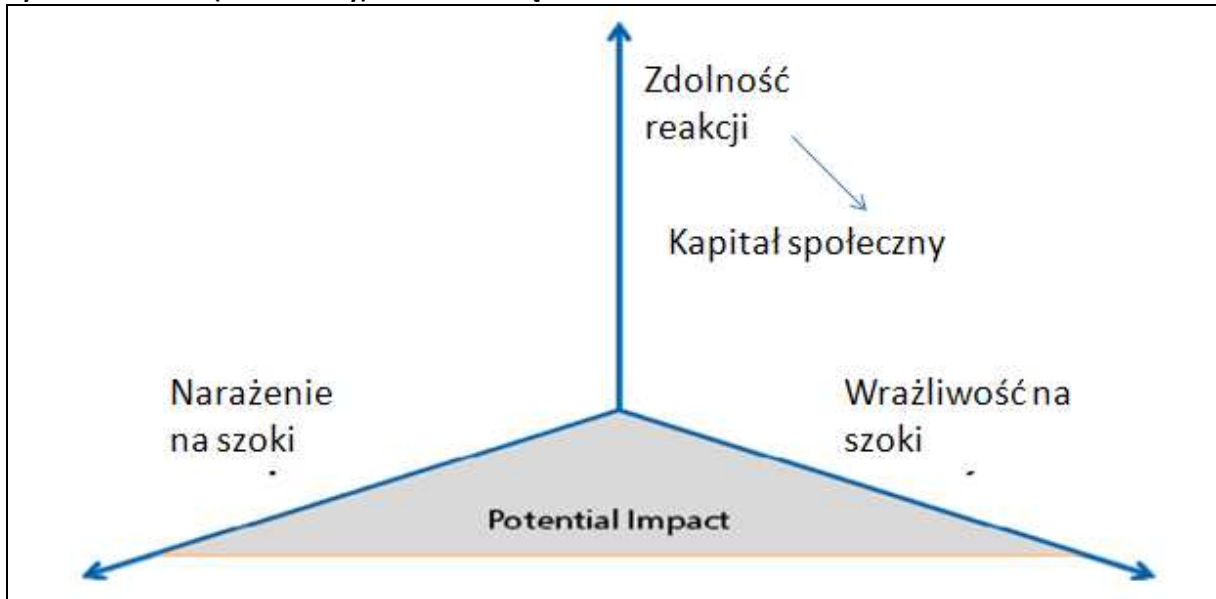 Zdolność
reakcji
Kapitał społeczny
Narażenie
na szoki
Wrażliwość na
szoki
Potential Impact